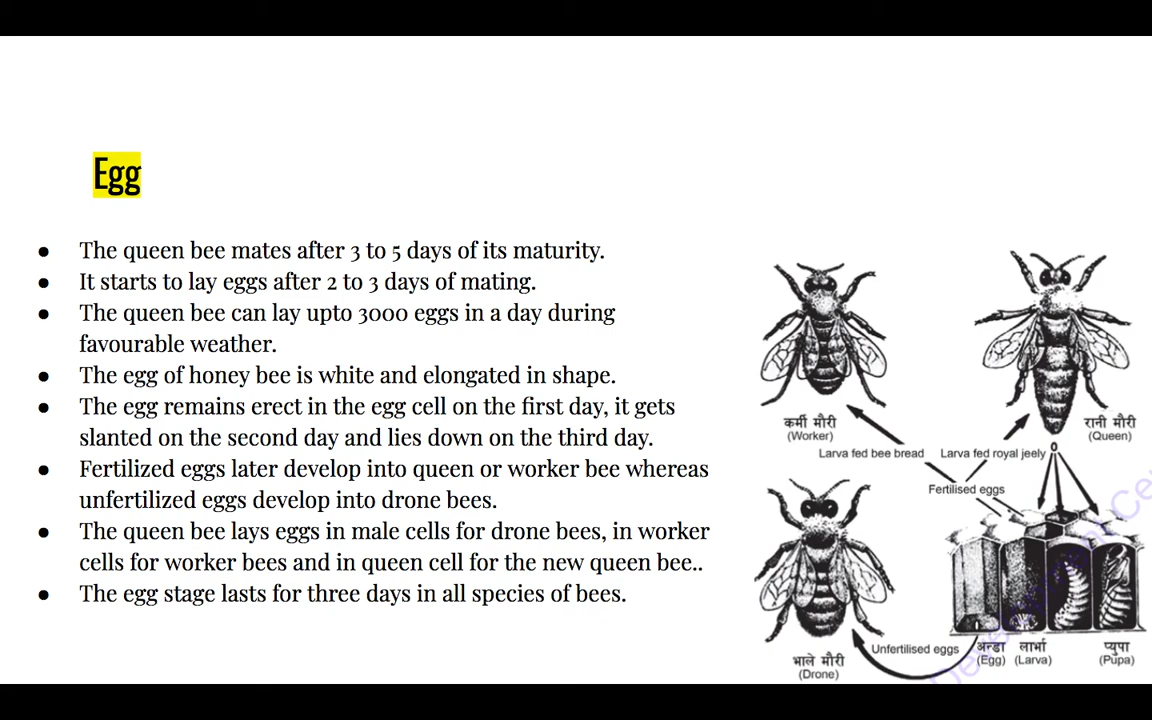 Egg
● The queen bee mates after 3 to 5 days of its maturity.
● It starts to lay eggs after 2 to 3 days of mating.
● The queen bee can lay upto 3000 eggs in a day during
favourable weather.
● The egg of honey bee is white and elongated in shape.
● The egg remains erect in the egg cell on the first day, it gets
slanted on the second day and lies down on the third day.
● Fertilized eggs later develop into queen or worker bee whereas
unfertilized eggs develop into drone bees.
● The queen bee lays eggs in male cells for drone bees, in worker
cells for worker bees and in queen cell for the new queen bee..
● The egg stage lasts for three days in all species of bees.
कर्मी मौरी
(Worker)
रानी मौरी
(Queen)
Larva fed bee bread
Larva fed royal jeely
Fertilised eggs
Unfertilised eggs
भाले मौरी
(Drone)
अन्डा
(Egg)
लार्भा
(Larva)
प्युपा
(Pupa)